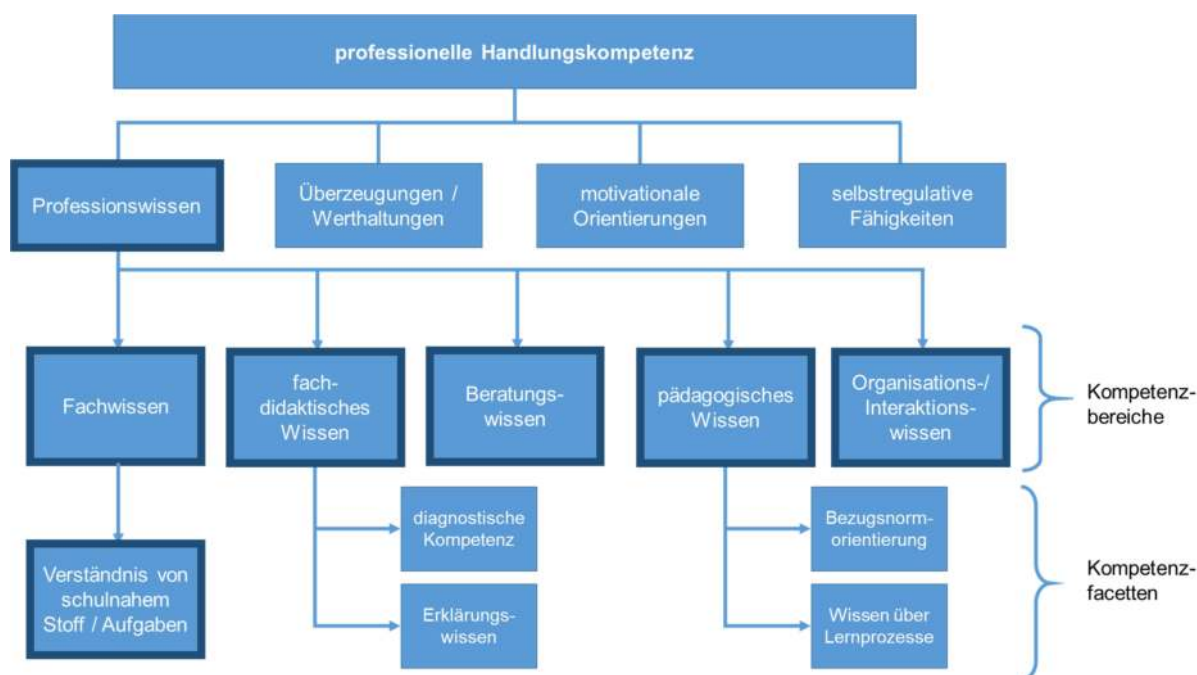 professionelle Handlungskompetenz
Professionswissen
Überzeugungen /
Werthaltungen
motivationale
Orientierungen
selbstregulative
Fähigkeiten
Fachwissen
fach-
didaktisches
Wissen
Beratungs-
wissen
pädagogisches
Wissen
Organisations-/
Interaktions-
wissen
Kompetenz-
bereiche
Verständnis von
schulnahem
Stoff / Aufgaben
diagnostische
Kompetenz
Erklärungs-
wissen
Bezugsnorm-
orientierung
Wissen über
Lernprozesse
Kompetenz-
facetten